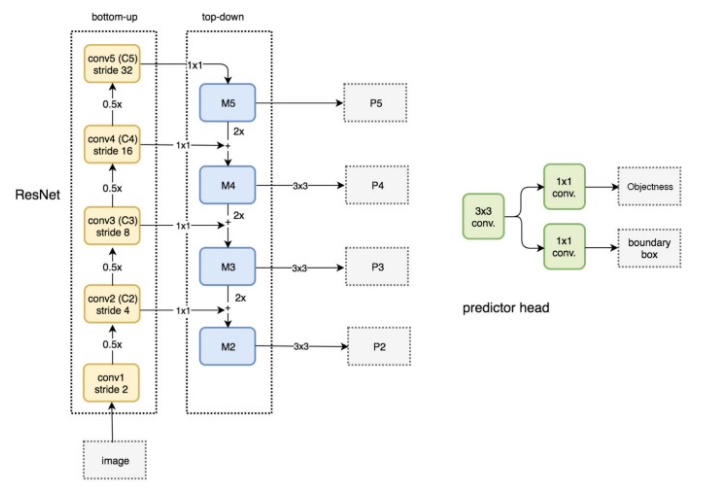 bottom-up
top-down
conv5 (C5)
stride 32
1x1
M5
P5
0.5x
2x
conv4 (C4)
stride 16
1x1
+
M4
3x3
P4
ResNet
0.5x
2x
conv3 (C3)
stride 8
1x1
+
M3
3x3
P3
0.5x
2x
conv2 (C2)
stride 4
1x1
+
M2
3x3
P2
0.5x
conv1
stride 2
image
3x3
conv.
1x1
conv.
Objectness
1x1
conv.
boundary
box
predictor head